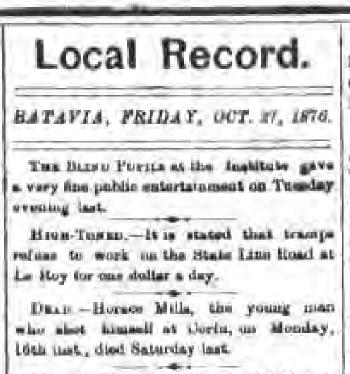 Local Record.
BATAVIA, FRIDAY, OCT. 27, 1876.
THE BLIND PUPILS at the Institute gave
a very fine public entertainment on Tuesday
evening last.
HIGH-TONED.—It is stated that tramps
refuse to work on the State Line Road at
Le Roy for one dollar a day.
DEAD.—Horace Mills, the young man
who shot himself at Corfu, on Monday,
16th inst., died Saturday last.